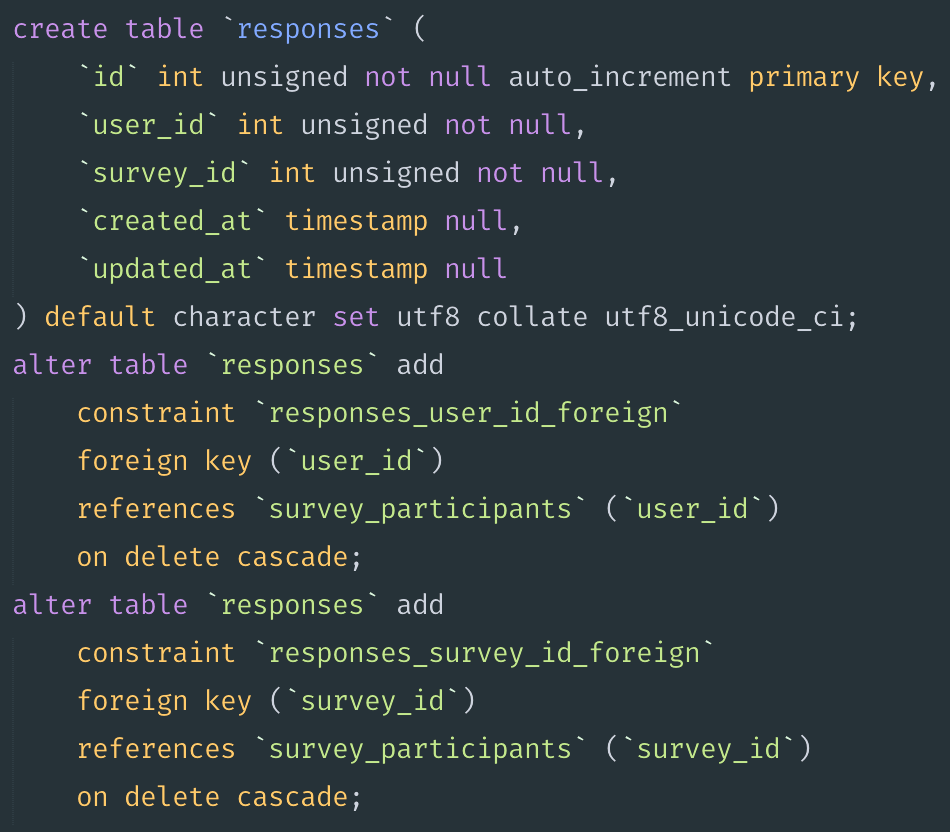 create table `responses` (
    `id` int unsigned not null auto_increment primary key,
    `user_id` int unsigned not null,
    `survey_id` int unsigned not null,
    `created_at` timestamp null,
    `updated_at` timestamp null
) default character set utf8 collate utf8_unicode_ci;
alter table `responses` add
    constraint `responses_user_id_foreign`
    foreign key (`user_id`)
    references `survey_participants` (`user_id`)
    on delete cascade;
alter table `responses` add
    constraint `responses_survey_id_foreign`
    foreign key (`survey_id`)
    references `survey_participants` (`survey_id`)
    on delete cascade;